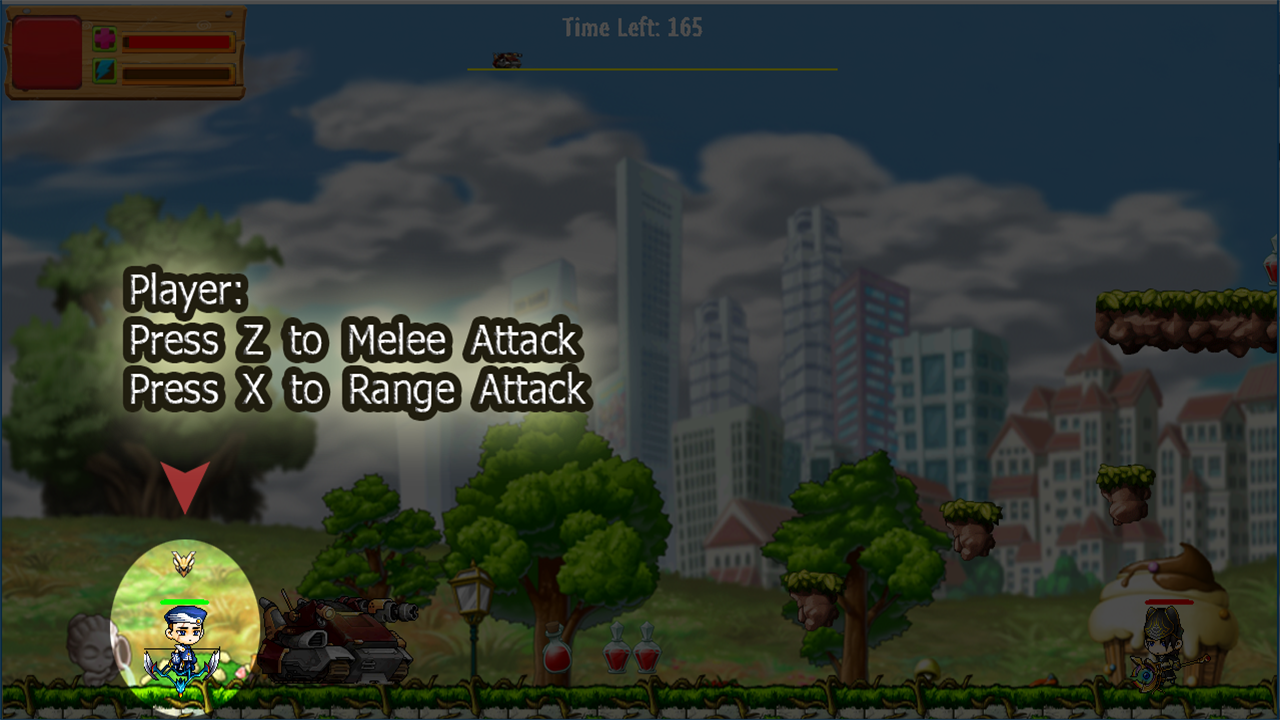 Time Left: 165
Player:
Press Z to Melee Attack
Press X to Range Attack